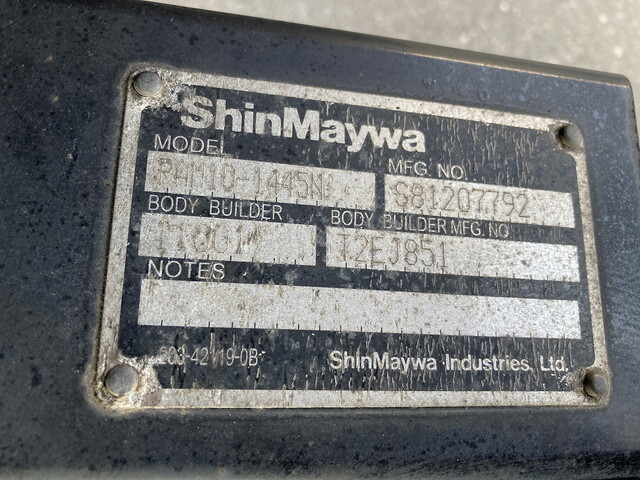 ShinMaywa
MODEL
MFG NO.
S81207792
BODY BUILDER
BODY BUILDER MFG. NO
T2EJ851
NOTES
ShinMaywa Industries, Ltd.